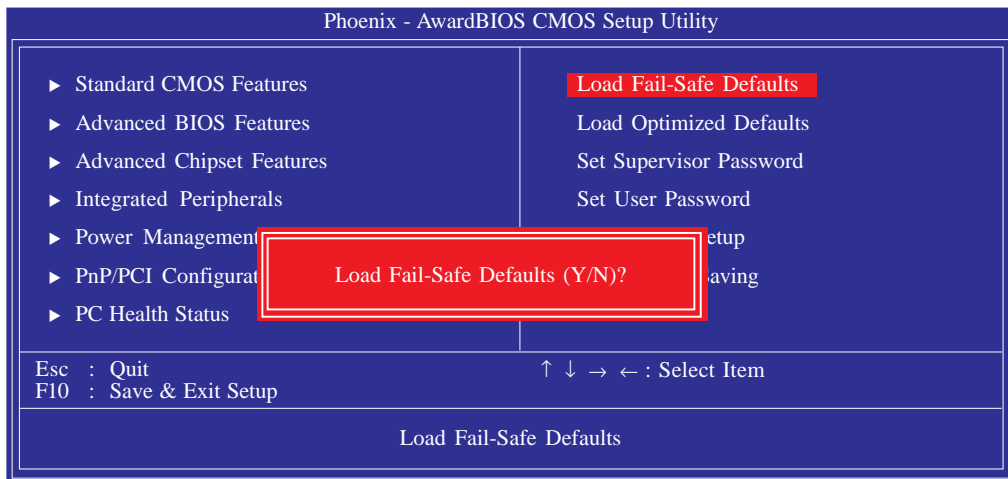 Phoenix - AwardBIOS CMOS Setup Utility
▶ Standard CMOS Features
▶ Advanced BIOS Features
▶ Advanced Chipset Features
▶ Integrated Peripherals
▶ Power Management
▶ PnP/PCI Configurat
▶ PC Health Status
Load Fail-Safe Defaults
Load Optimized Defaults
Set Supervisor Password
Set User Password
etup
aving
Load Fail-Safe Defaults (Y/N)?
Esc : Quit
F10 : Save & Exit Setup
↑ ↓ → ← : Select Item
Load Fail-Safe Defaults